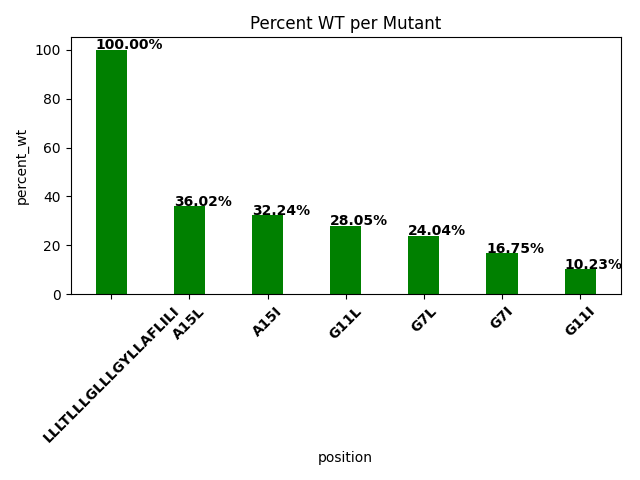 Percent WT per Mutant
percent_wt
100
80
60
40
20
0
100.00%
36.02%
32.24%
28.05%
24.04%
16.75%
10.23%
LLLTLLLGLLLGYLLAFLILI
A15L
A15I
G11L
G7L
G7I
G11I
position